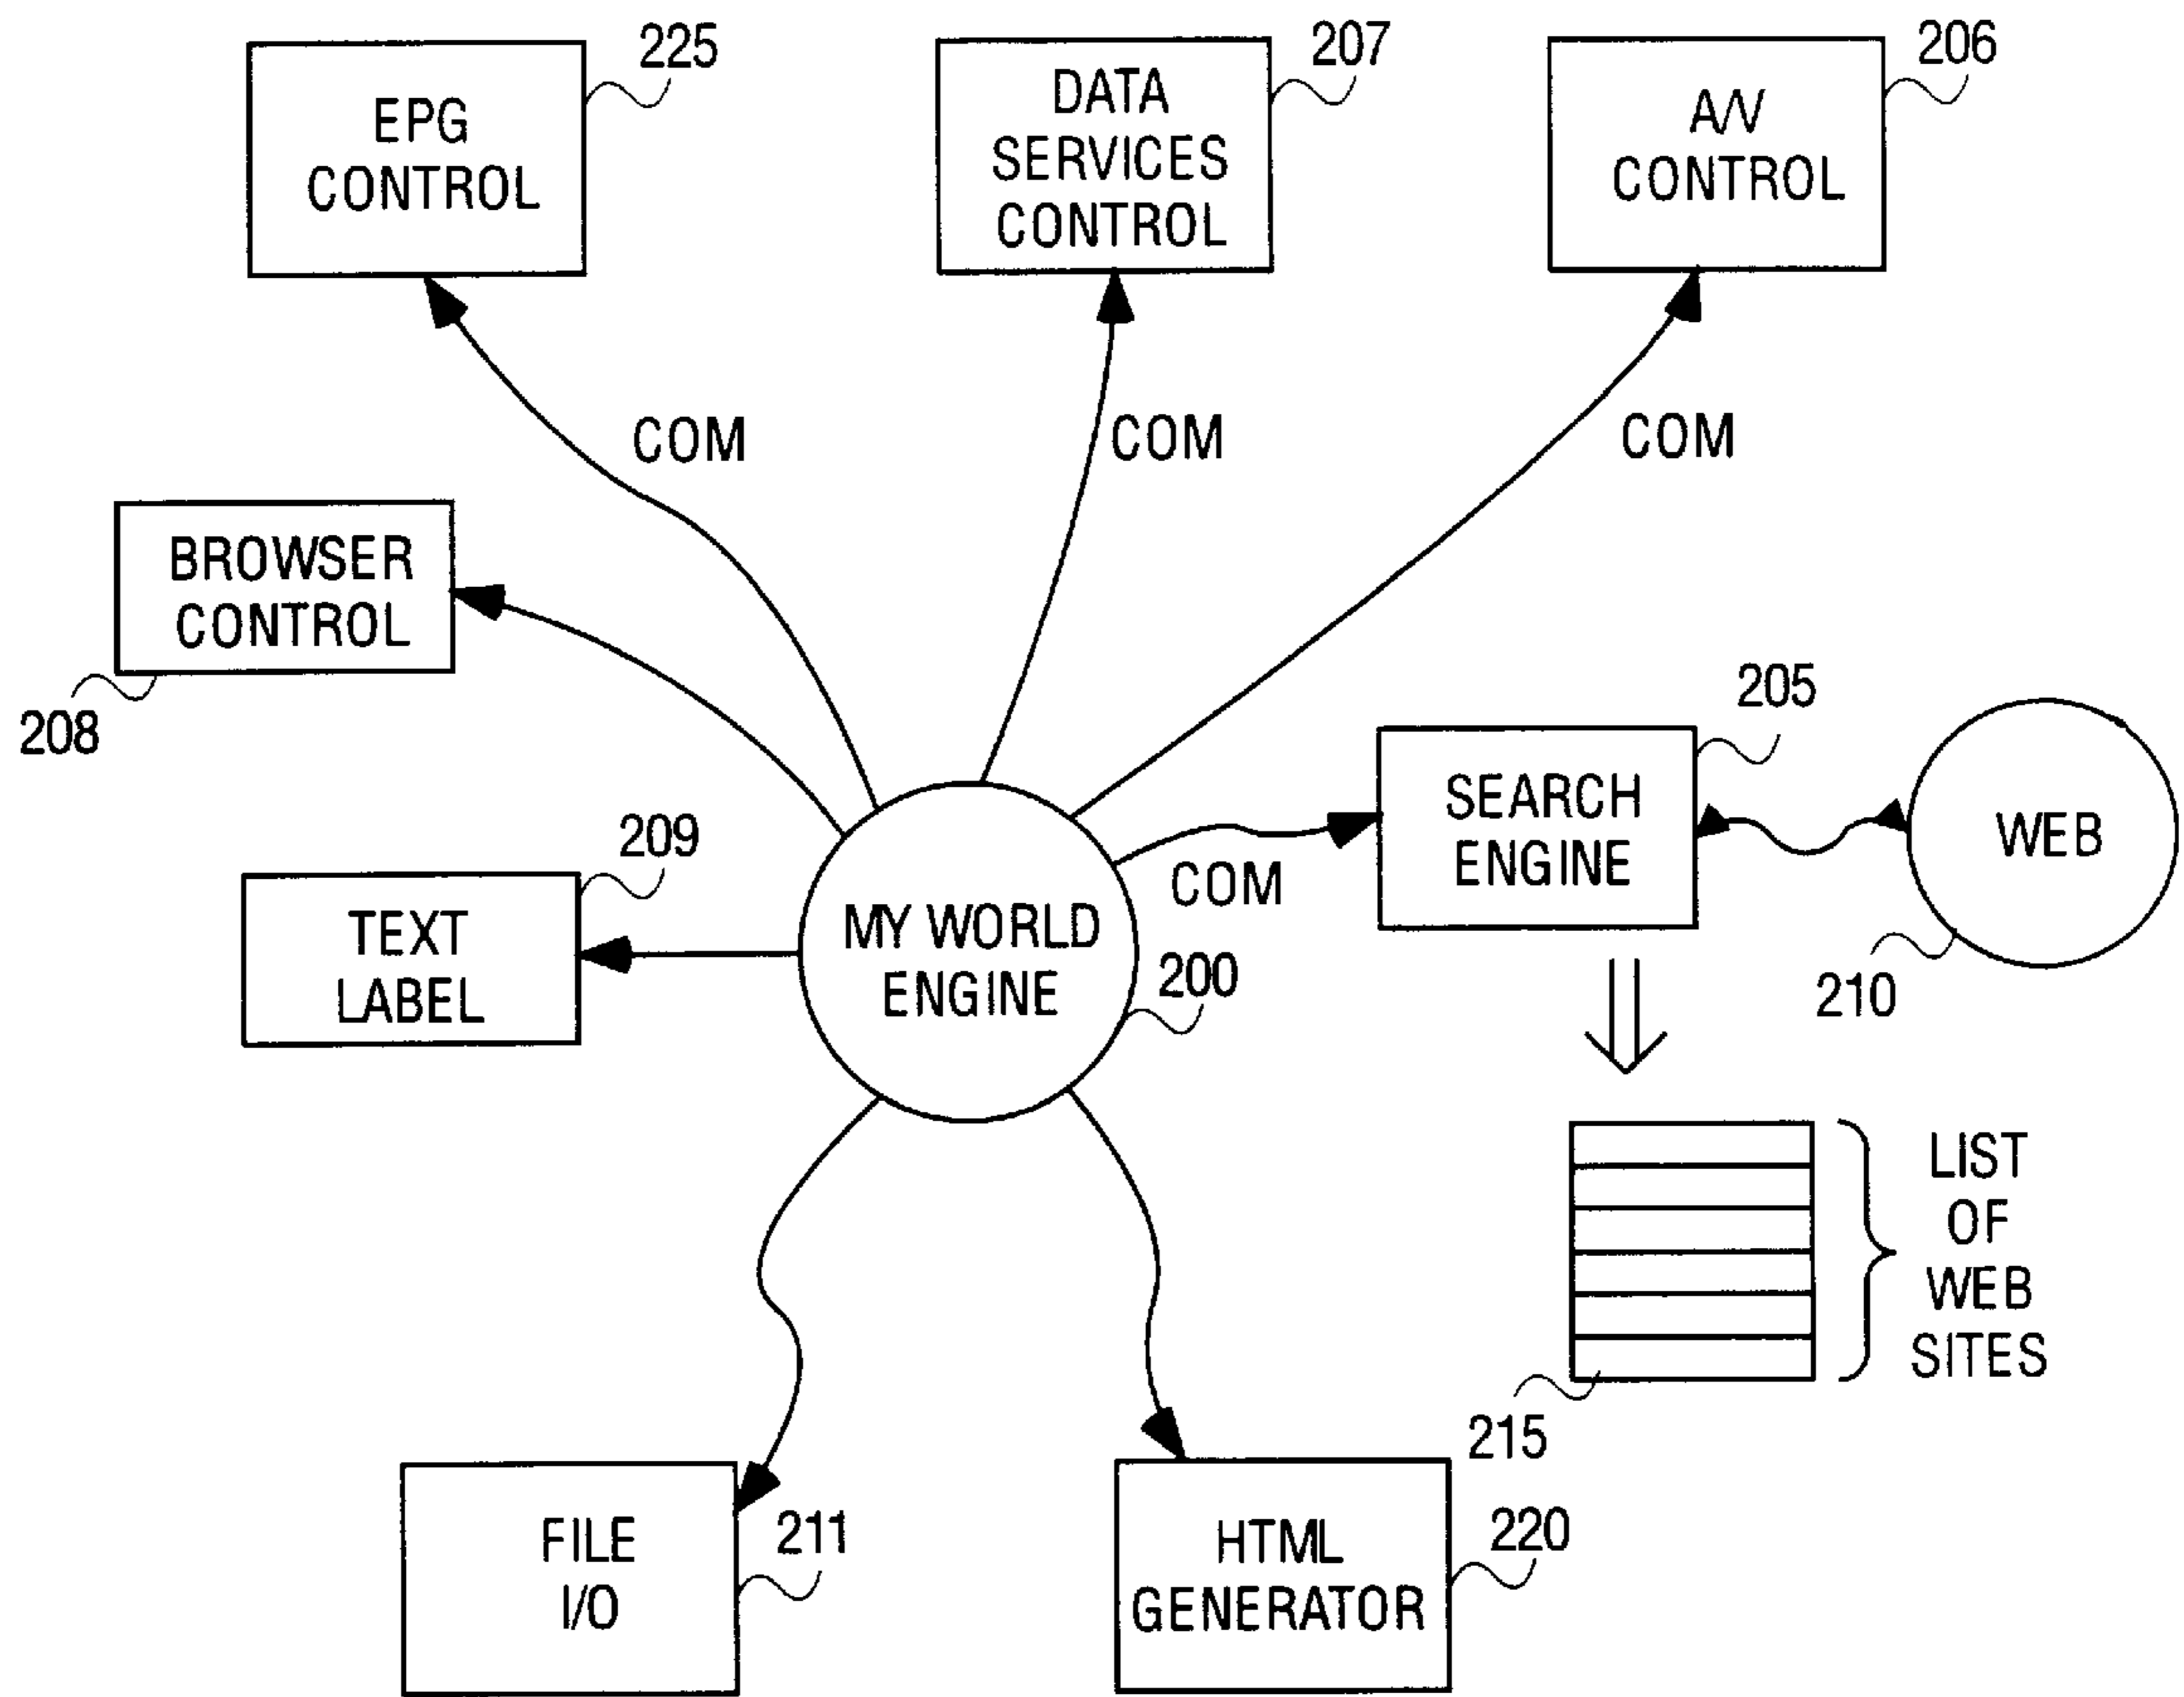 225
EPG
CONTROL
207
DATA
SERVICES
CONTROL
206
A/V
CONTROL
COM
COM
COM
BROWSER
CONTROL
208
205
SEARCH
ENGINE
WEB
210
COM
209
TEXT
LABEL
MY WORLD
ENGINE
200
LIST
OF
WEB
SITES
215
FILE
I/O
211
HTML
GENERATOR
220